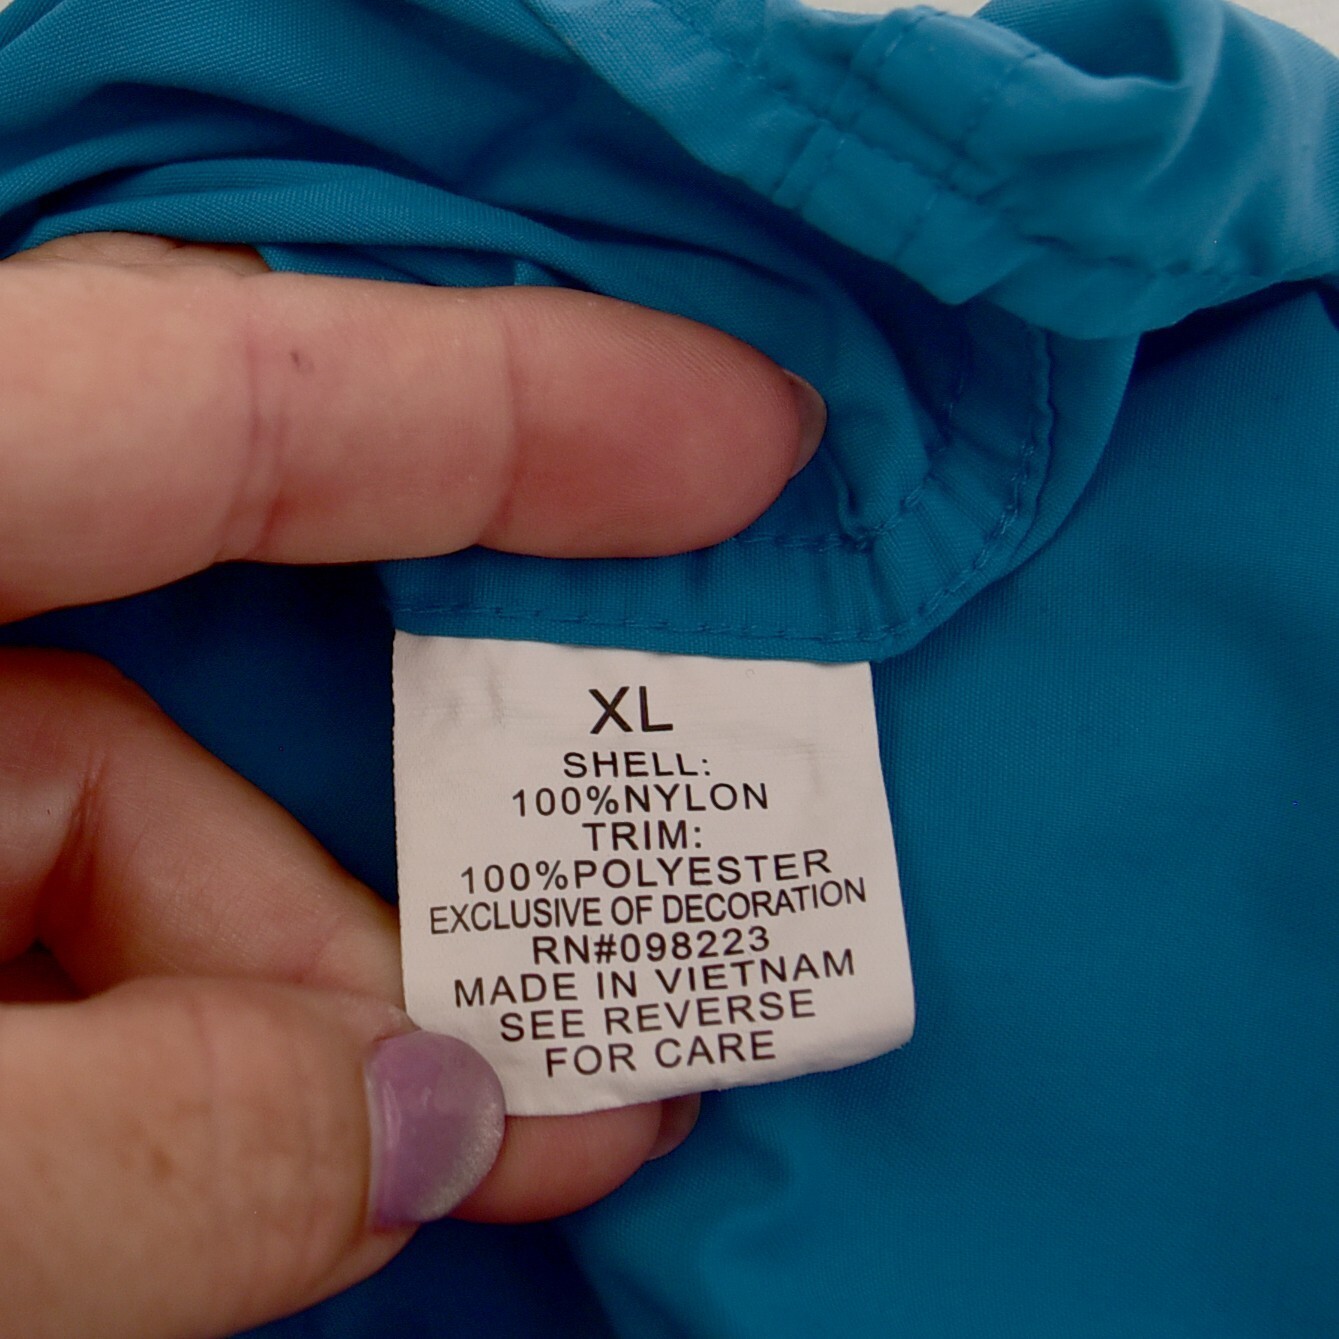 XL
SHELL:
100%NYLON
TRIM:
100%POLYESTER
EXCLUSIVE OF DECORATION
RN#098223
MADE IN VIETNAM
SEE REVERSE
FOR CARE